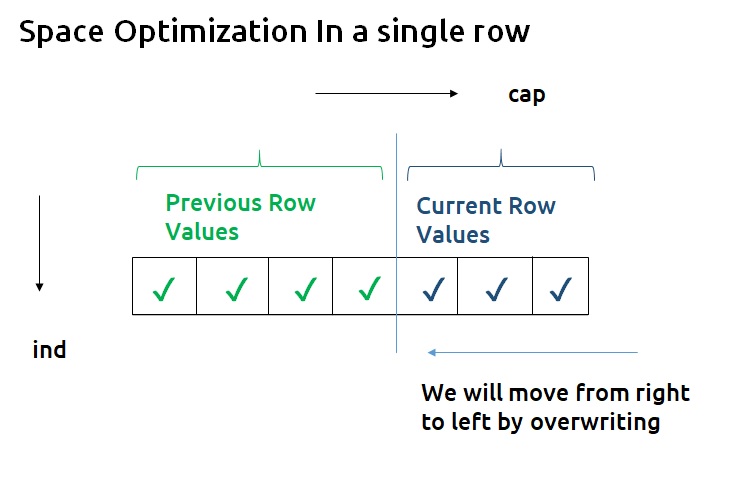 Space Optimization In a single row
cap
Previous Row
Values
Current Row
Values
ind
We will move from right
to left by overwriting